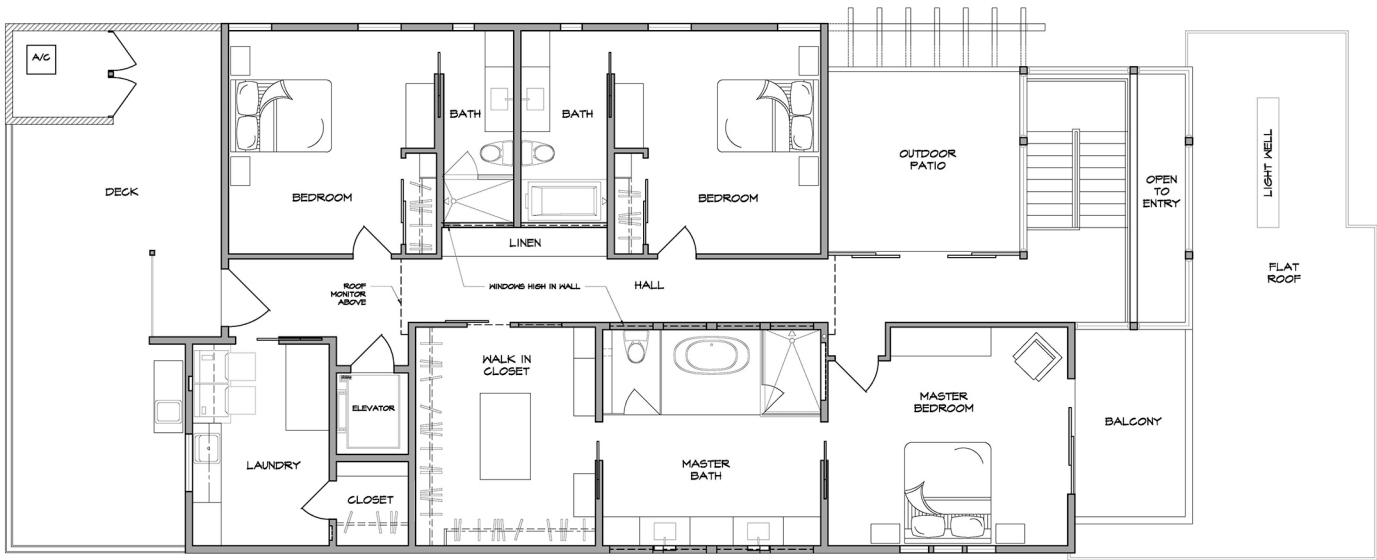 A/C
DECK
BEDROOM
BATH
BATH
BEDROOM
OUTDOOR
PATIO
OPEN
TO
ENTRY
LIGHT WELL
FLAT
ROOF
LINEN
HALL
ROOF
MONITOR
ABOVE
WINDOWS HIGH IN WALL
WALK IN
CLOSET
ELEVATOR
LAUNDRY
CLOSET
MASTER
BATH
MASTER
BEDROOM
BALCONY